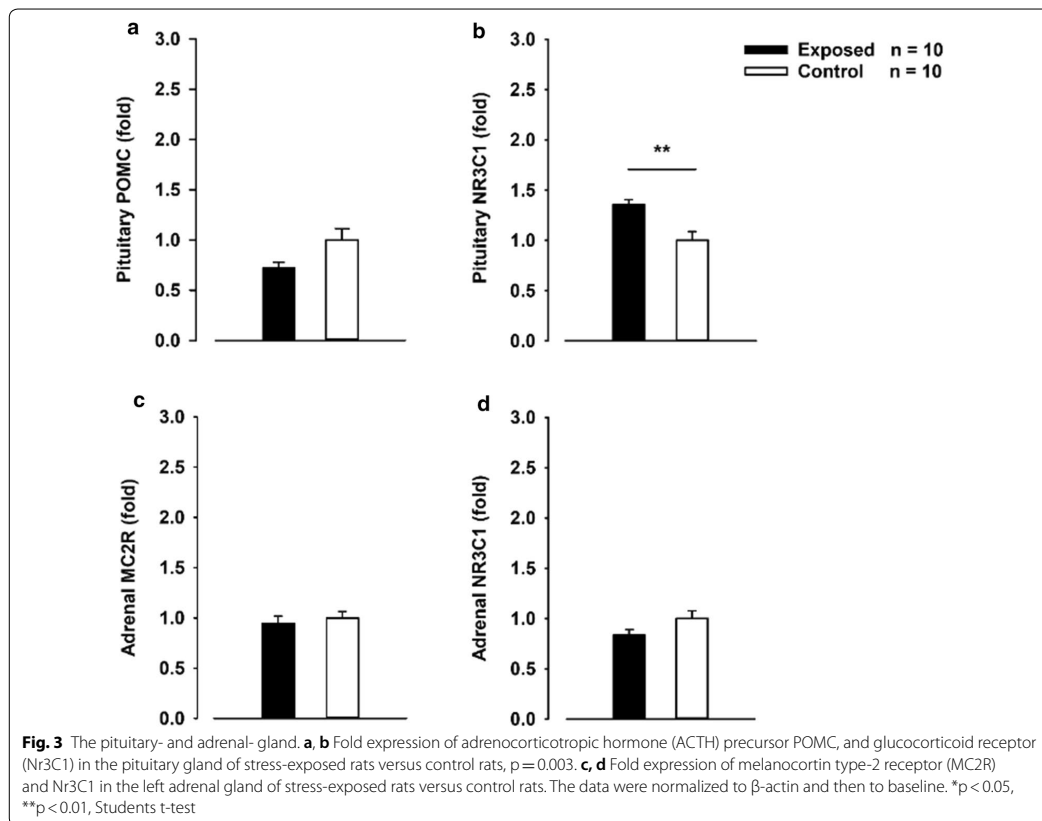 a
3.0
2.5
2.0
1.5
1.0
0.5
0.0
Pituitary POMC (fold)
b
3.0
2.5
2.0
1.5
1.0
0.5
0.0
Pituitary NR3C1 (fold)
**
Exposed n = 10
Control n = 10
c
3.0
2.5
2.0
1.5
1.0
0.5
0.0
Adrenal MC2R (fold)
d
3.0
2.5
2.0
1.5
1.0
0.5
0.0
Adrenal NR3C1 (fold)
Fig. 3 The pituitary- and adrenal- gland. a, b Fold expression of adrenocorticotropic hormone (ACTH) precursor POMC, and glucocorticoid receptor
(Nr3C1) in the pituitary gland of stress-exposed rats versus control rats, p = 0.003. c, d Fold expression of melanocortin type-2 receptor (MC2R)
and Nr3C1 in the left adrenal gland of stress-exposed rats versus control rats. The data were normalized to β-actin and then to baseline. *p < 0.05,
**p < 0.01, Students t-test